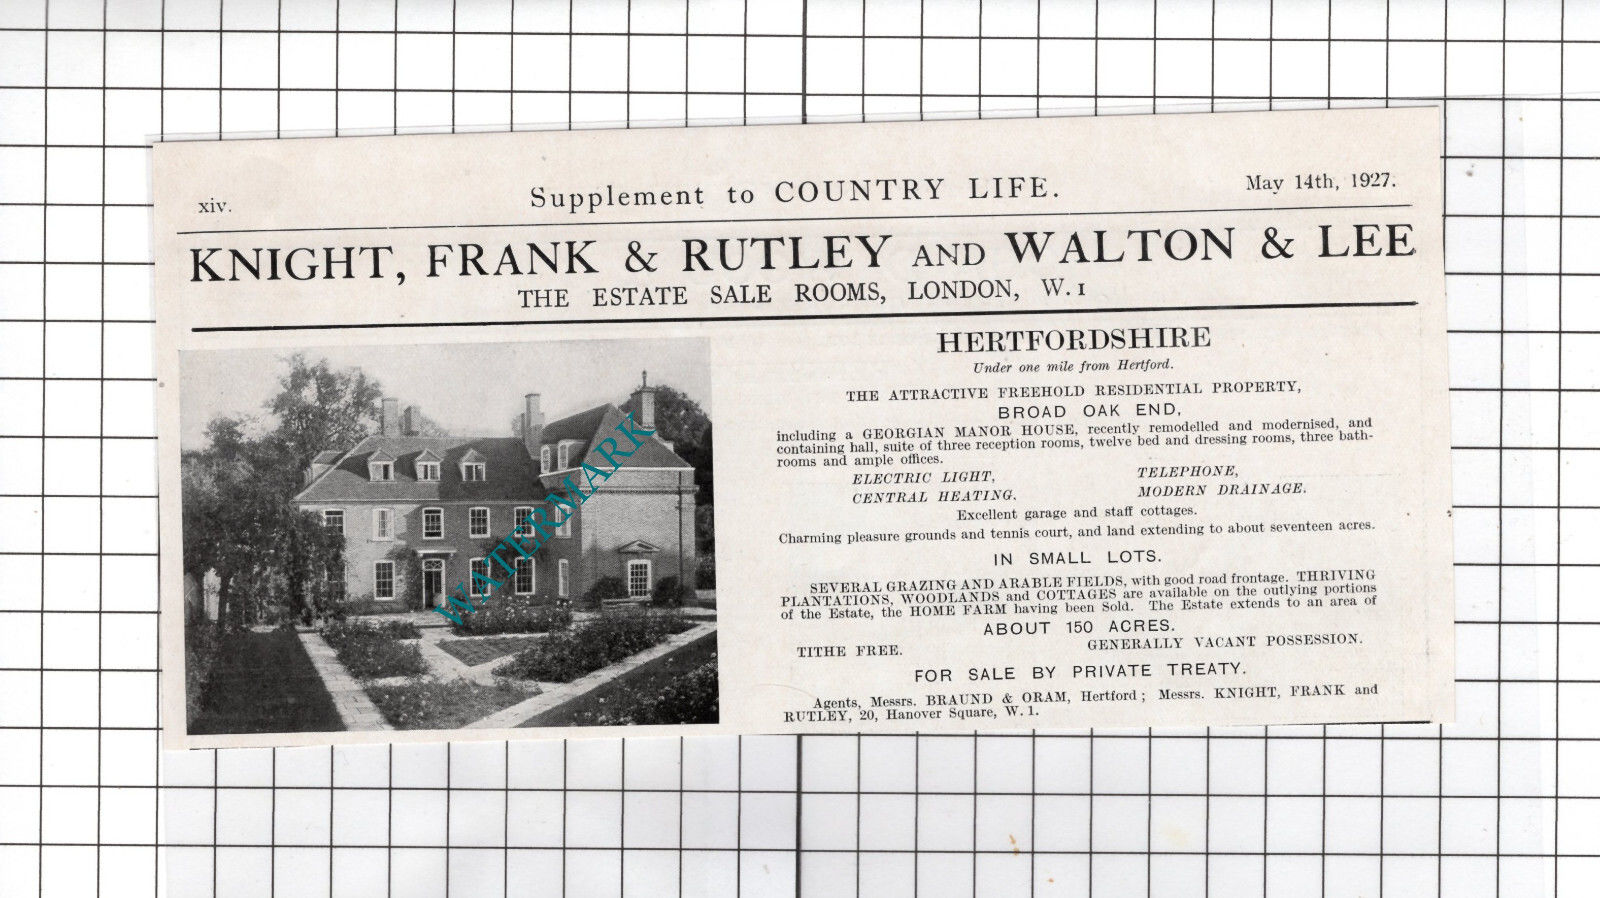 xiv.
Supplement to COUNTRY LIFE.
May 14th, 1927.
KNIGHT, FRANK & RUTLEY AND WALTON & LEE
THE ESTATE SALE ROOMS, LONDON, W. 1
WATERMARK
HERTFORDSHIRE
Under one mile from Hertford.
THE ATTRACTIVE FREEHOLD RESIDENTIAL PROPERTY,
BROAD OAK END,
including a GEORGIAN MANOR HOUSE, recently remodelled and modernised, and
containing hall, suite of three reception rooms, twelve bed and dressing rooms, three bath-
rooms and ample offices.
ELECTRIC LIGHT, TELEPHONE,
CENTRAL HEATING. MODERN DRAINAGE.
Excellent garage and staff cottages.
Charming pleasure grounds and tennis court, and land extending to about seventeen acres.
IN SMALL LOTS.
SEVERAL GRAZING AND ARABLE FIELDS, with good road frontage. THRIVING
PLANTATIONS, WOODLANDS and COTTAGES are available on the outlying portions
of the Estate, the HOME FARM having been Sold. The Estate extends to an area of
ABOUT 150 ACRES.
TITHE FREE. GENERALLY VACANT POSSESSION.
FOR SALE BY PRIVATE TREATY.
Agents, Messrs. BRAUND & ORAM, Hertford; Messrs. KNIGHT, FRANK and
RUTLEY, 20, Hanover Square, W. 1.